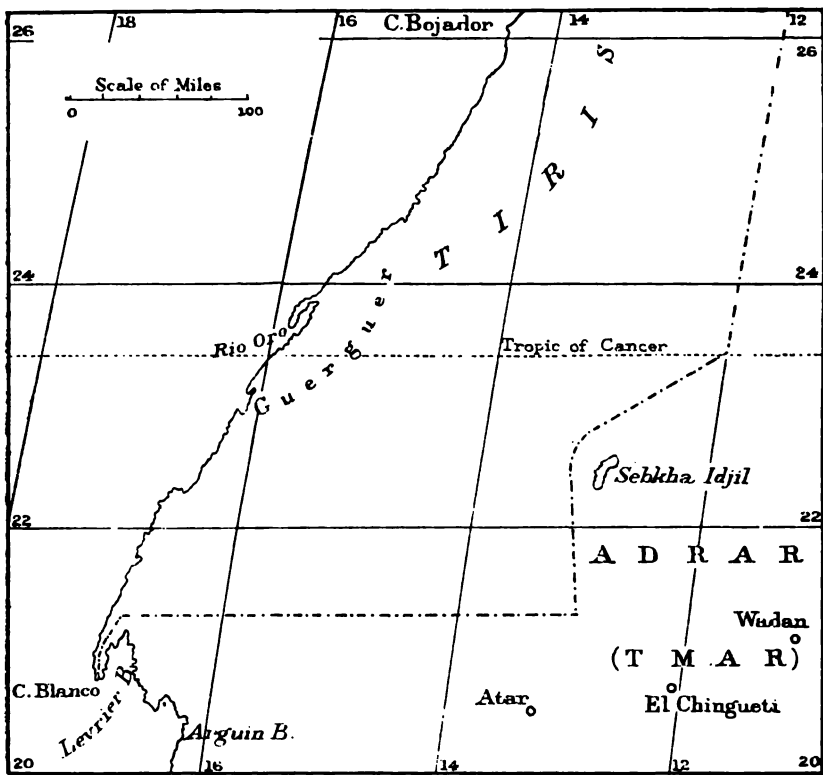 18
16
14
12
C. Bojador
26
26
Scale of Miles
0 100
TIRIS
24
24
Rio Oro
Guerguer
Tropic of Cancer
Sebkha Idjil
22
22
ADRAR
Wadan
(TMAR)
C. Blanco
Levrier B.
Atar
El Chingueti
Arguin B.
20
16
14
12
20